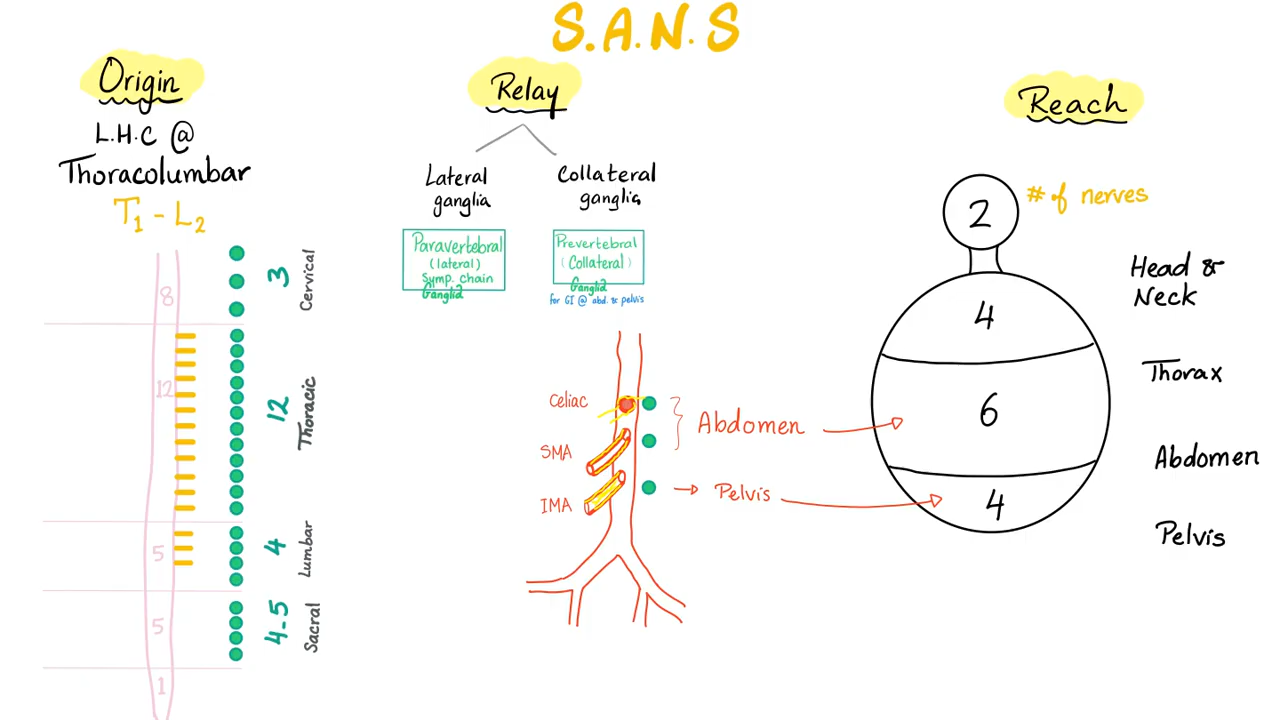 S.A.N.S
Origin
L.H.C @
Thoracolumbar
T1 - L2
8
12
5
5
1
3
Cervical
12
Thoracic
4
Lumbar
4-5
Sacral
Relay
Lateral
ganglia
Paravertebral
(lateral)
Symp. chain
Ganglia
Collateral
ganglia
Prevertebral
(Collateral)
Ganglia
for GI @ abd. & pelvis
Celiac
SMA
IMA
Abdomen
Pelvis
Reach
# of nerves
2
4
6
4
Head &
Neck
Thorax
Abdomen
Pelvis